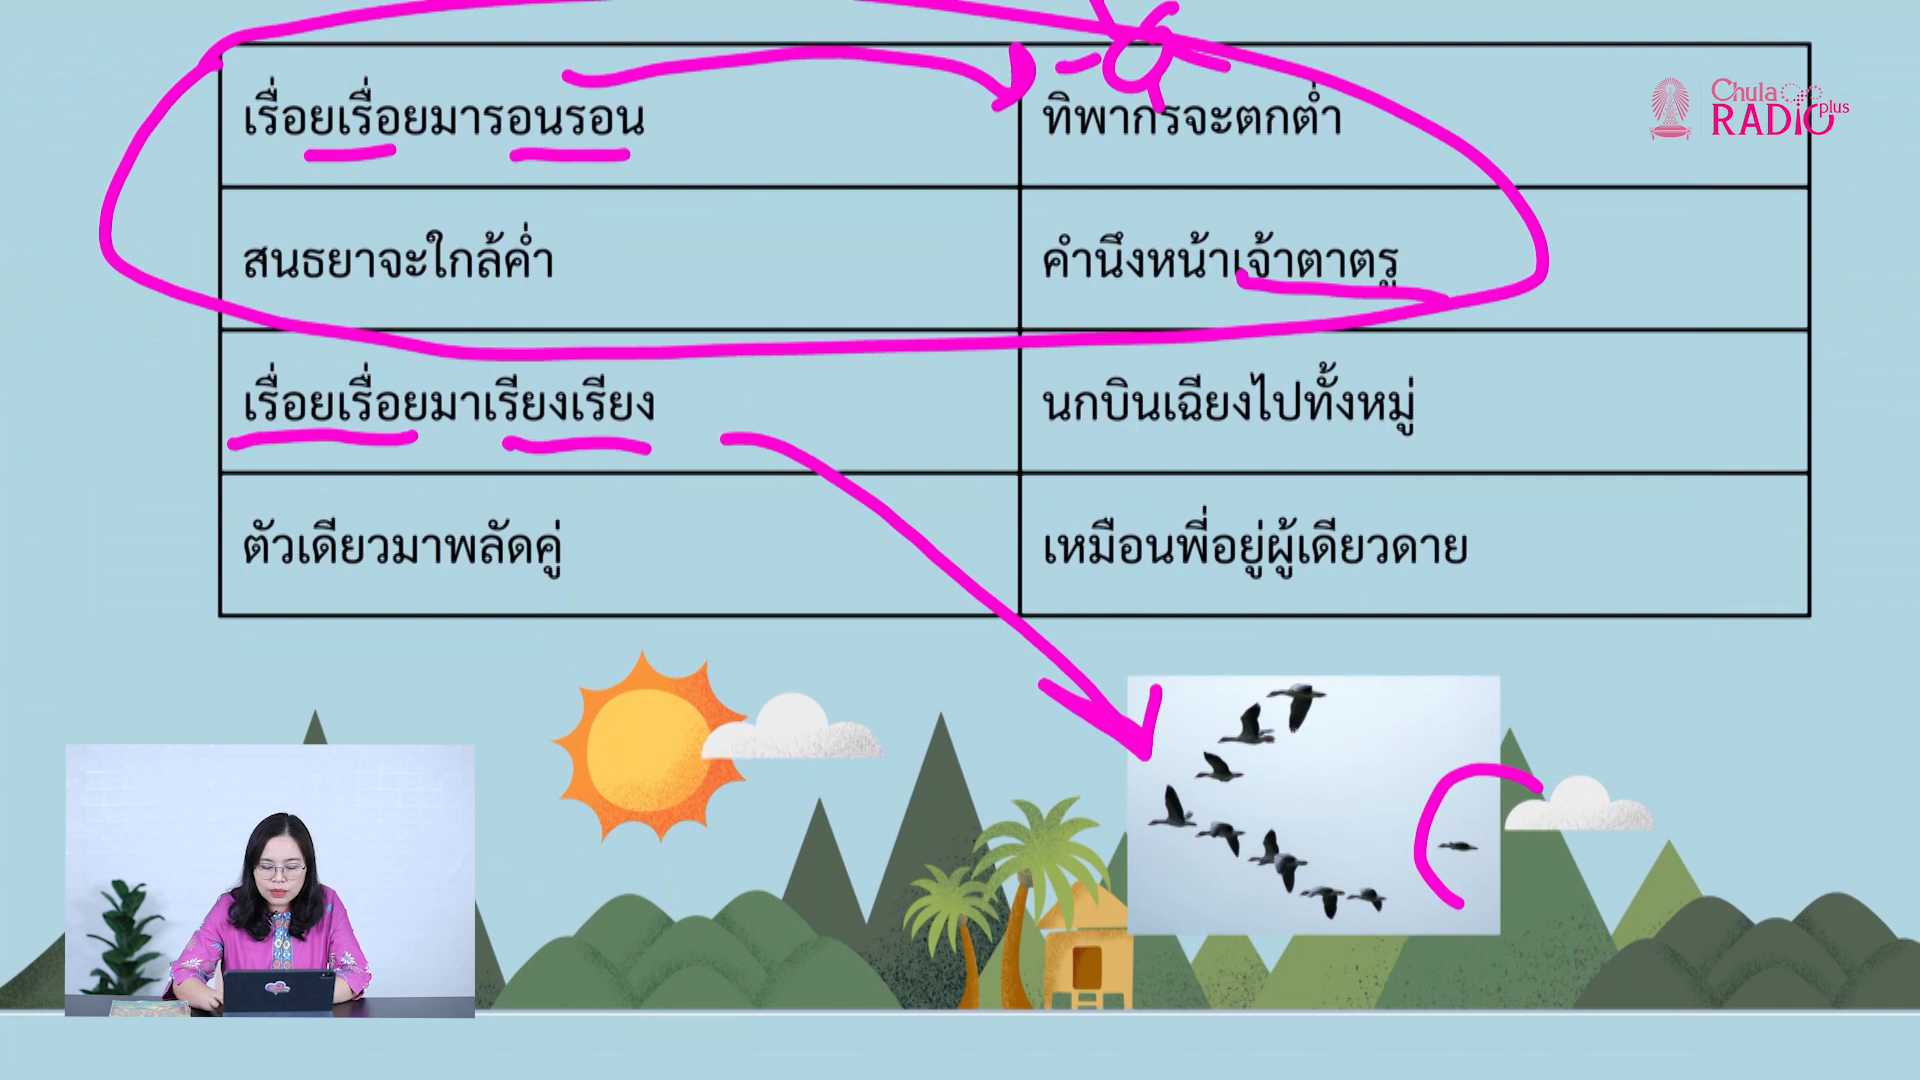 เรื่อยเรื่อยมารอนรอน ทิพากรจะตกต่ำ
สนธยาจะใกล้ค่ำ คำนึงหน้าเจ้าตาตรู
เรื่อยเรื่อยมาเรียงเรียง นกบินเฉียงไปทั้งหมู่
ตัวเดียวมาพลัดคู่ เหมือนพี่อยู่ผู้เดียวดาย
Chula
RADIO plus